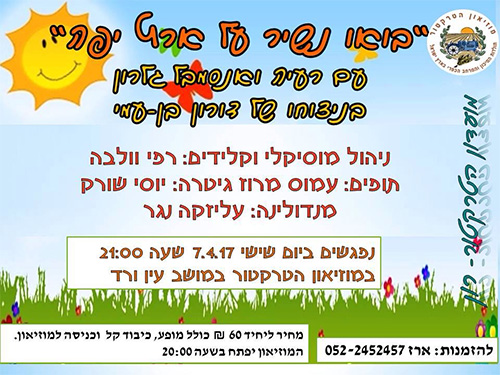 "בואו נשיר על ארץ יפה"
עם רעיה ואנסמבל גלרון
בניצוחו של דורון בן-עמי
ניהול מוסיקלי וקלידים: רפי וולבה
תופים: עמוס מרוז גיטרה: יוסי שורק
מנדולינה: עליזקה נגר
נפגשים ביום שישי 7.4.17 שעה 21:00
במוזיאון הטרקטור במושב עין ורד
מחיר ליחיד 60 ₪ כולל מופע, כיבוד קל וכניסה למוזיאון.
המוזיאון יפתח בשעה 20:00
להזמנות: ארז 052-2452457
מוזיאון הטרקטור